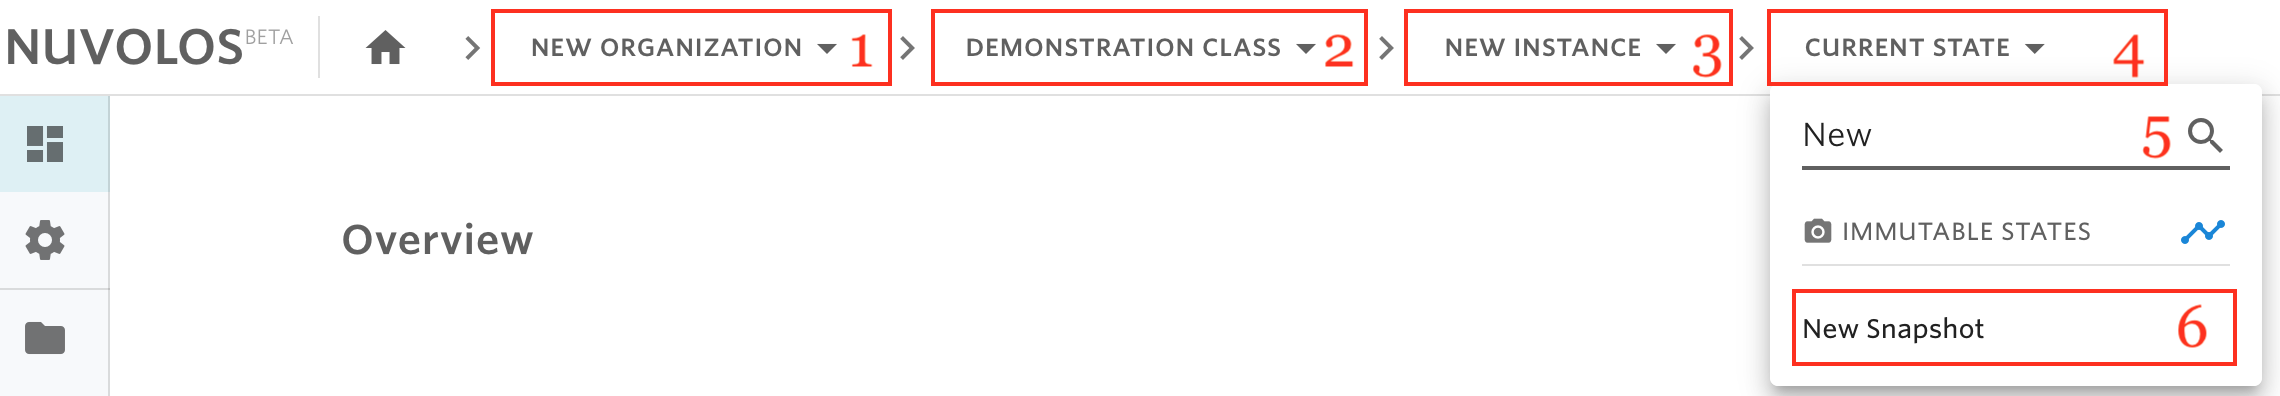 NUVOLOS BETA NEW ORGANIZATION 1 DEMONSTRATION CLASS 2 NEW INSTANCE 3 CURRENT STATE 4
New 5
IMMUTABLE STATES
Overview
New Snapshot 6